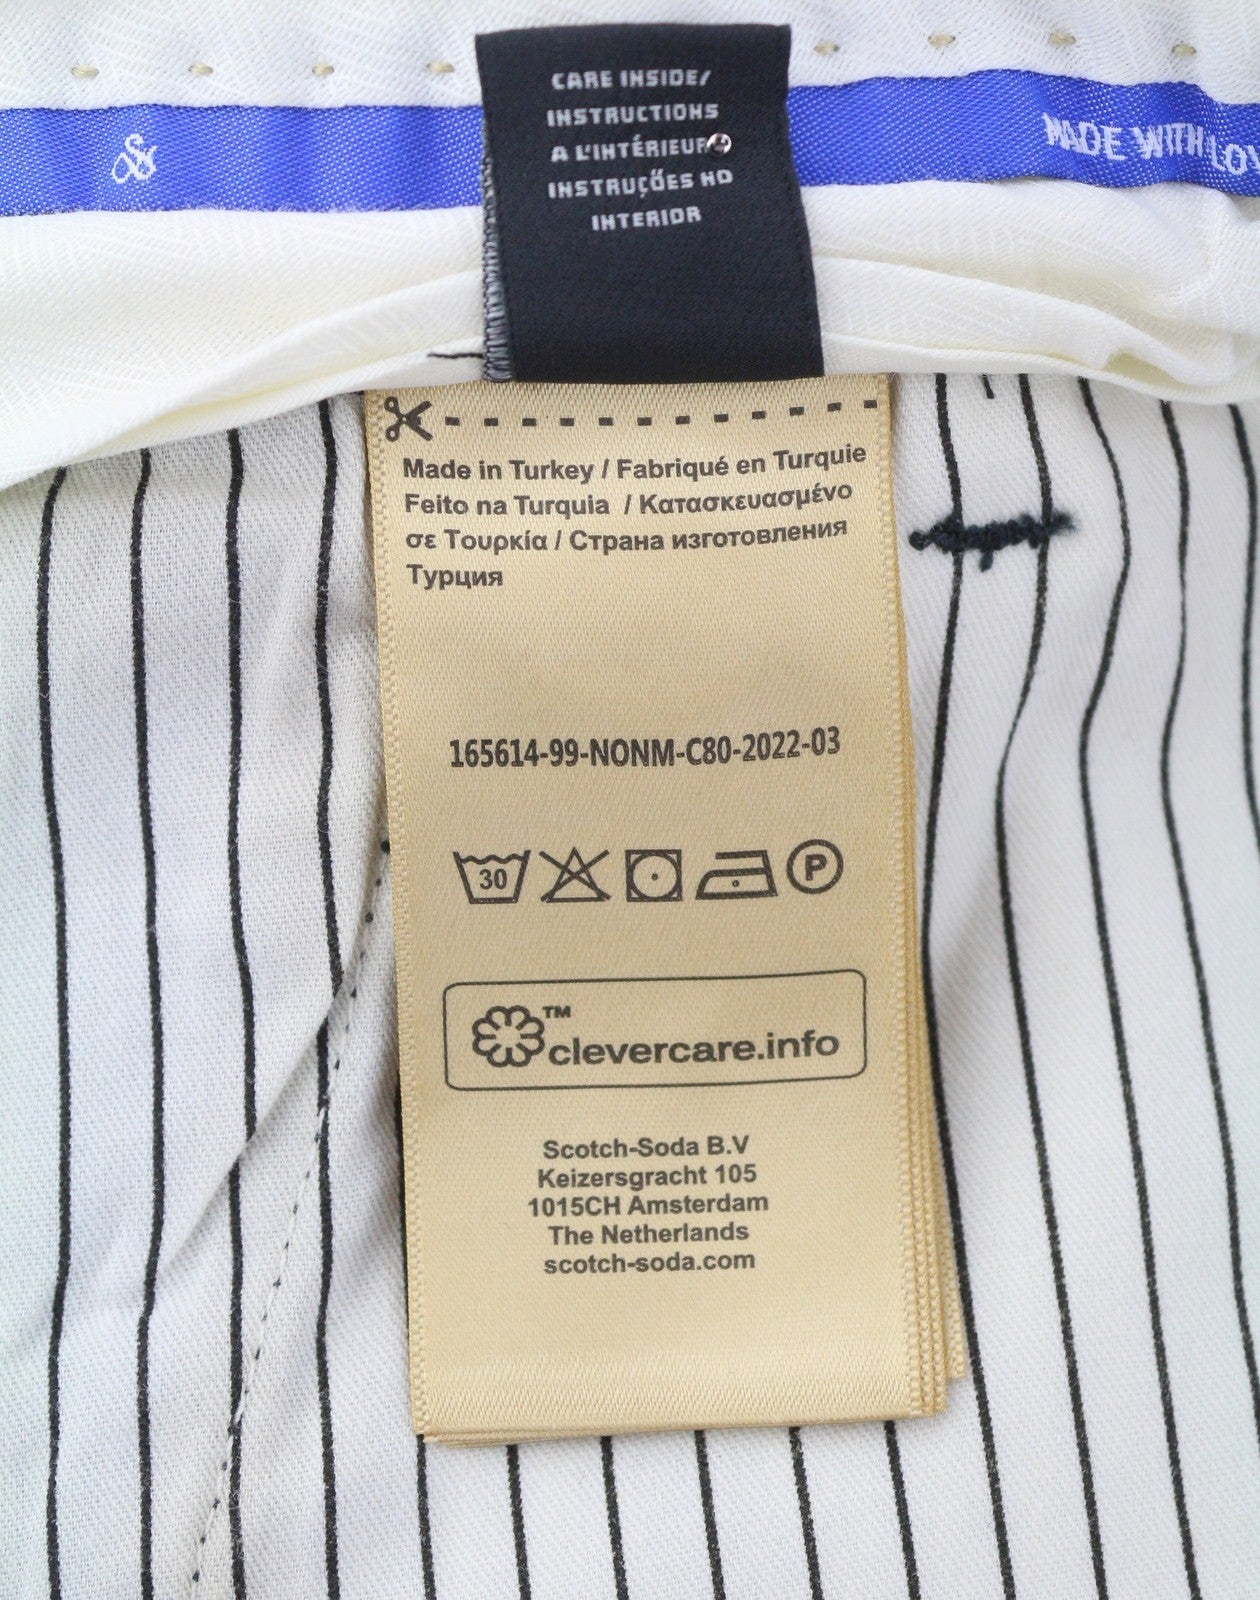 CARE INSIDE/
INSTRUCTIONS
A L'INTÉRIEUR
INSTRUÇÕES NO
INTERIOR
&
MADE WITH LOV
Made in Turkey / Fabriqué en Turquie
Feito na Turquia / Κατασκευασμένο
σε Τουρκία / Страна изготовления
Турция
165614-99-NONM-C80-2022-03
30 P
™
clevercare.info
Scotch-Soda B.V
Keizersgracht 105
1015CH Amsterdam
The Netherlands
scotch-soda.com